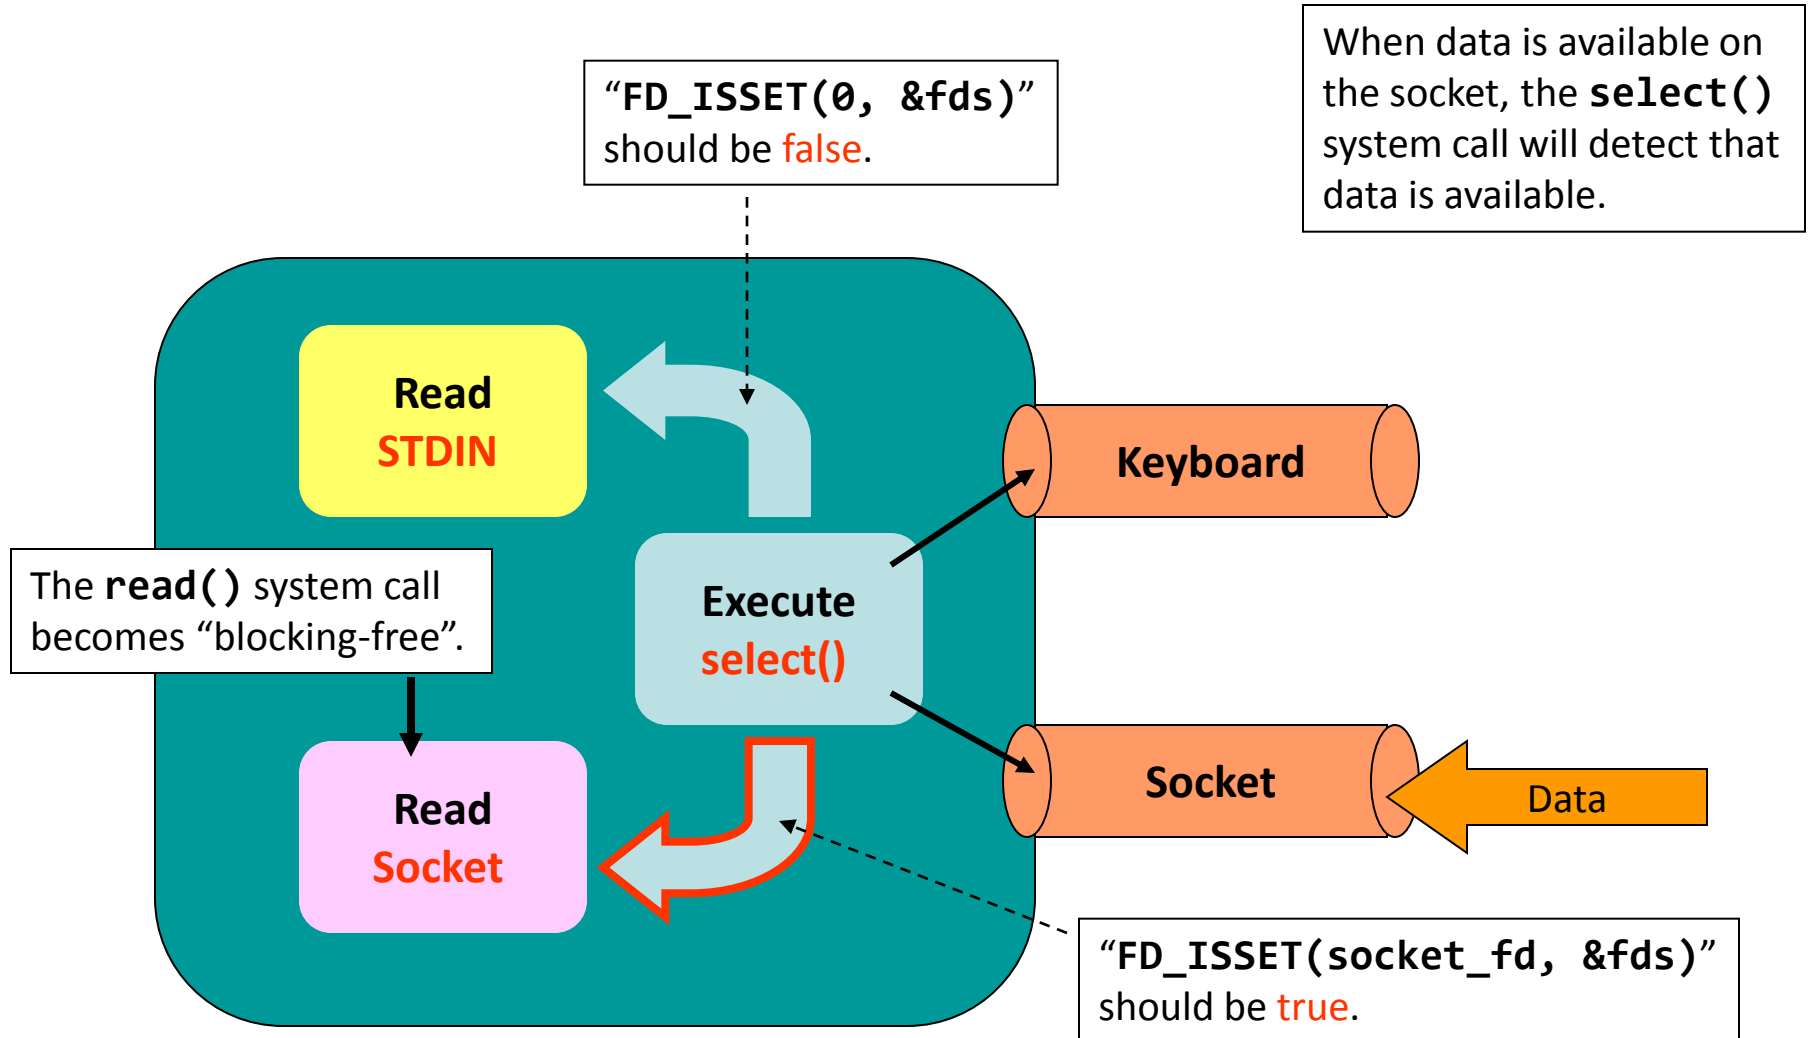 “FD_ISSET(0, &fds)”
should be false.
When data is available on
the socket, the select()
system call will detect that
data is available.
Read
STDIN
Keyboard
The read() system call
becomes “blocking-free”.
Execute
select()
Read
Socket
Socket
Data
“FD_ISSET(socket_fd, &fds)”
should be true.